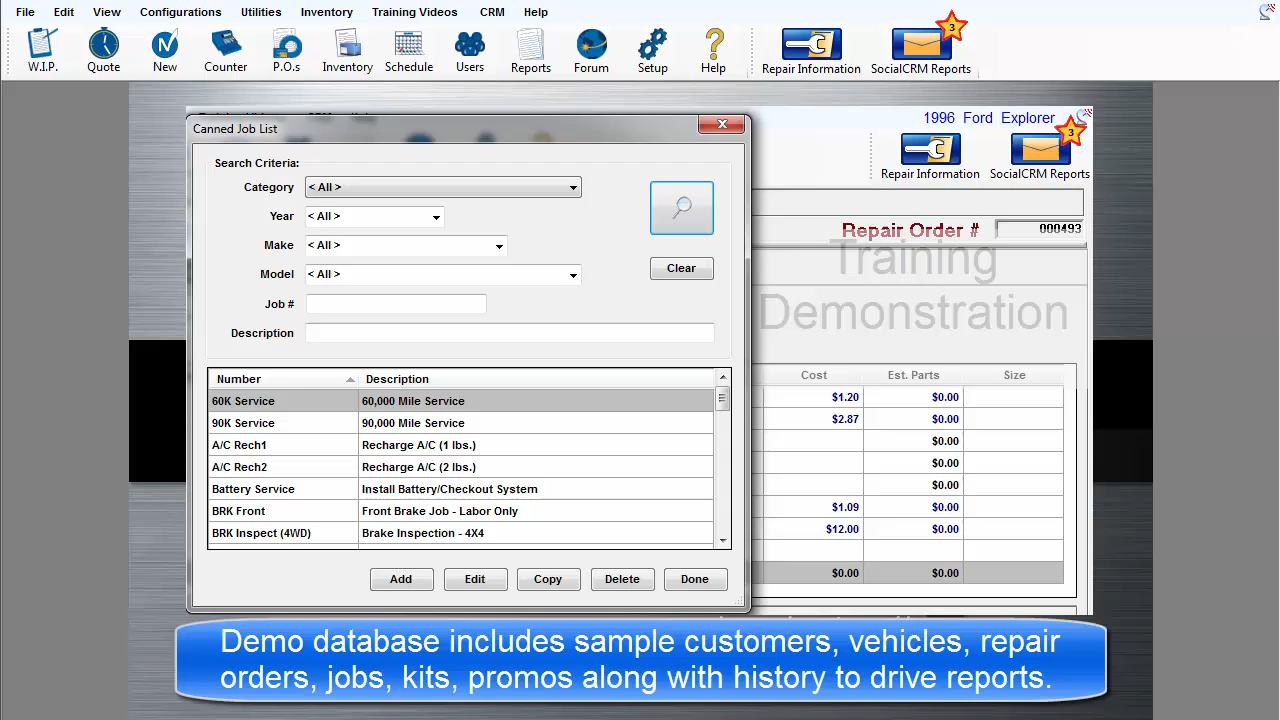 File Edit View Configurations Utilities Inventory Training Videos CRM Help
W.I.P. Quote New Counter P.O.s Inventory Schedule Users Reports Forum Setup Help Repair Information SocialCRM Reports
3
Canned Job List
1996 Ford Explorer
3
Repair Information SocialCRM Reports
Search Criteria:
Category < All >
Year < All >
Make < All >
Model < All >
Job #
Description
Clear
Repair Order # 000493
Training
Demonstration
Number Description
60K Service 60,000 Mile Service
90K Service 90,000 Mile Service
A/C Rech1 Recharge A/C (1 lbs.)
A/C Rech2 Recharge A/C (2 lbs.)
Battery Service Install Battery/Checkout System
BRK Front Front Brake Job - Labor Only
BRK Inspect (4WD) Brake Inspection - 4X4
Cost Est. Parts Size
$1.20 $0.00
$2.87 $0.00
$0.00
$0.00
$0.00
$1.09 $0.00
$12.00 $0.00
$0.00 $0.00
Add Edit Copy Delete Done
Demo database includes sample customers, vehicles, repair
orders, jobs, kits, promos along with history to drive reports.